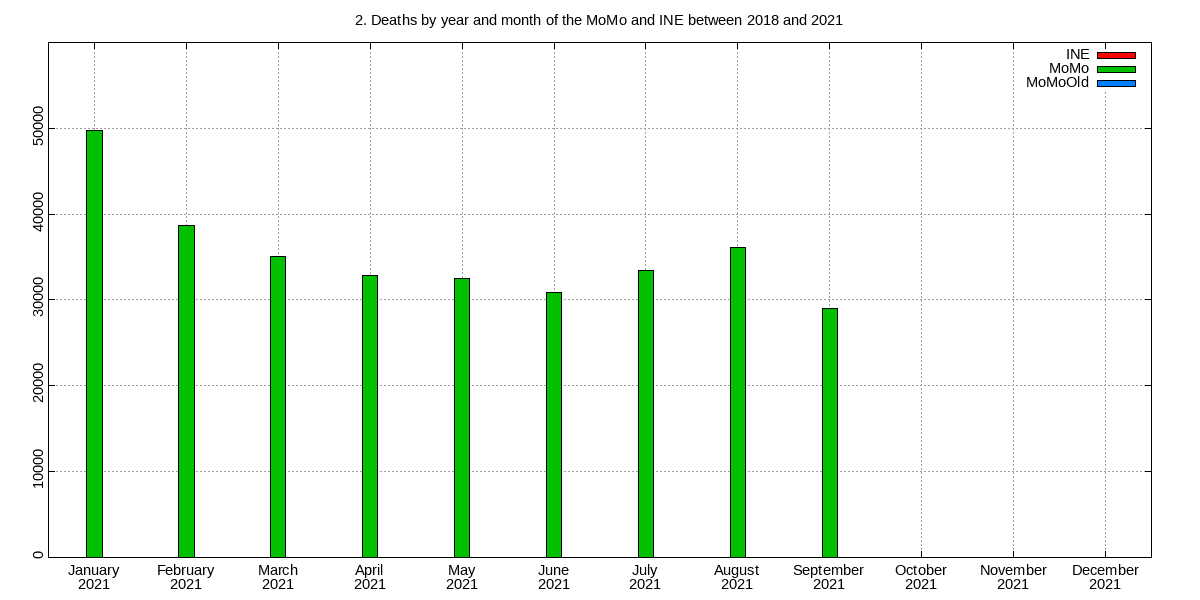 2. Deaths by year and month of the MoMo and INE between 2018 and 2021
INE
MoMo
MoMoOld
50000
40000
30000
20000
10000
0
January February March April May June July August September October November December
2021 2021 2021 2021 2021 2021 2021 2021 2021 2021 2021 2021